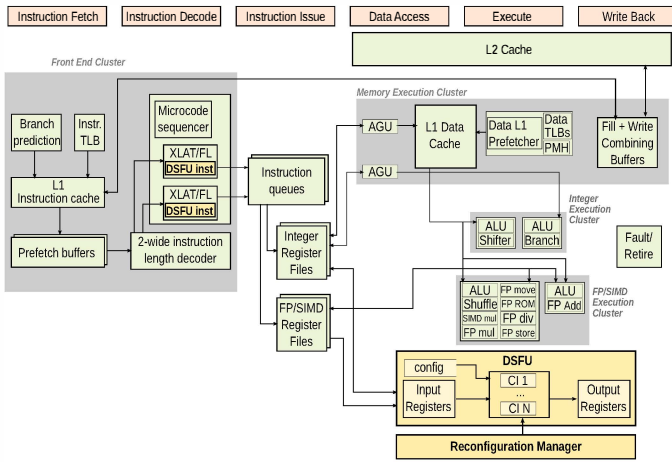 Instruction Fetch
Instruction Decode
Instruction Issue
Data Access
Execute
Write Back
L2 Cache
Front End Cluster
Branch
prediction
Instr.
TLB
L1
Instruction cache
Prefetch buffers
Microcode
sequencer
XLAT/FL
DSFU inst
XLAT/FL
DSFU inst
2-wide instruction
length decoder
Instruction
queues
Integer
Register
Files
FP/SIMD
Register
Files
Memory Execution Cluster
AGU
AGU
L1 Data
Cache
Data L1
Prefetcher
Data
TLBs
PMH
Fill + Write
Combining
Buffers
Integer
Execution
Cluster
ALU
Shifter
ALU
Branch
Fault/
Retire
ALU
Shuffle
SIMD mul
FP mul
FP move
FP ROM
FP div
FP store
ALU
FP Add
FP/SIMD
Execution
Cluster
DSFU
config
Input
Registers
CI 1
...
CI N
Output
Registers
Reconfiguration Manager